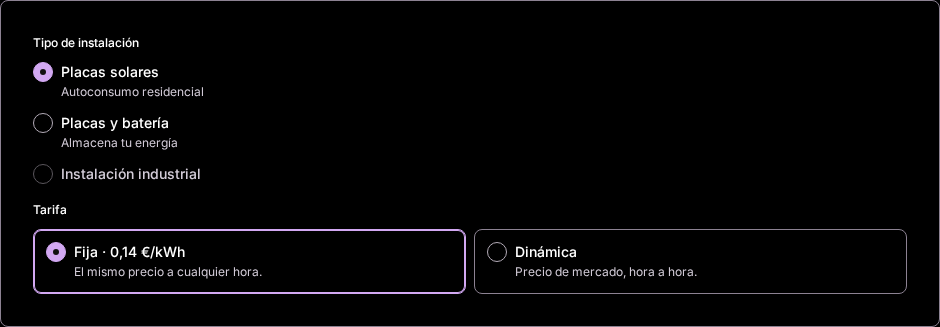 Tipo de instalación
Placas solares
Autoconsumo residencial
Placas y batería
Almacena tu energía
Instalación industrial
Tarifa
Fija · 0,14 €/kWh
El mismo precio a cualquier hora.
Dinámica
Precio de mercado, hora a hora.